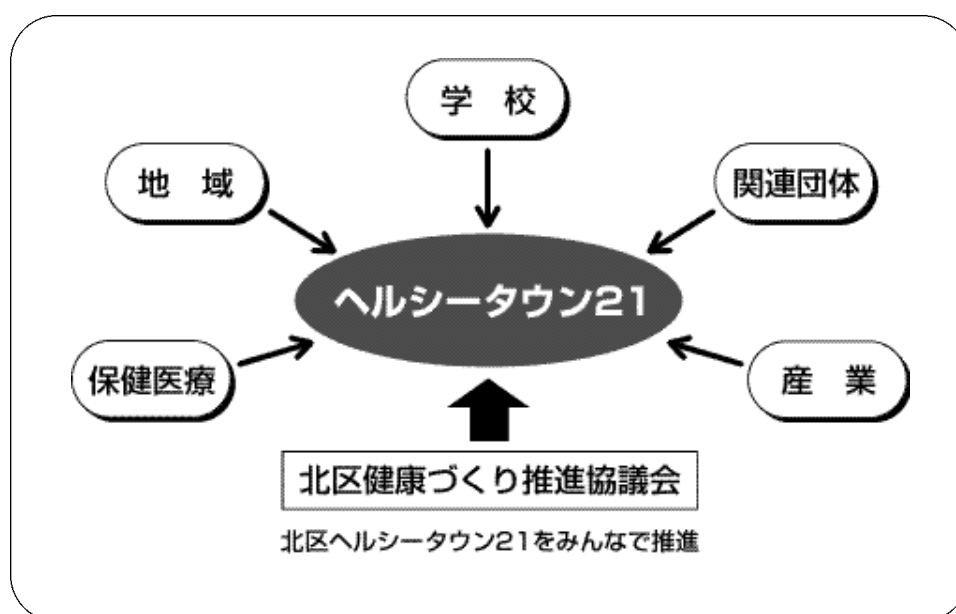 学　校
地　域
関連団体
ヘルシータウン21
保健医療
産　業
北区健康づくり推進協議会
北区ヘルシータウン21をみんなで推進